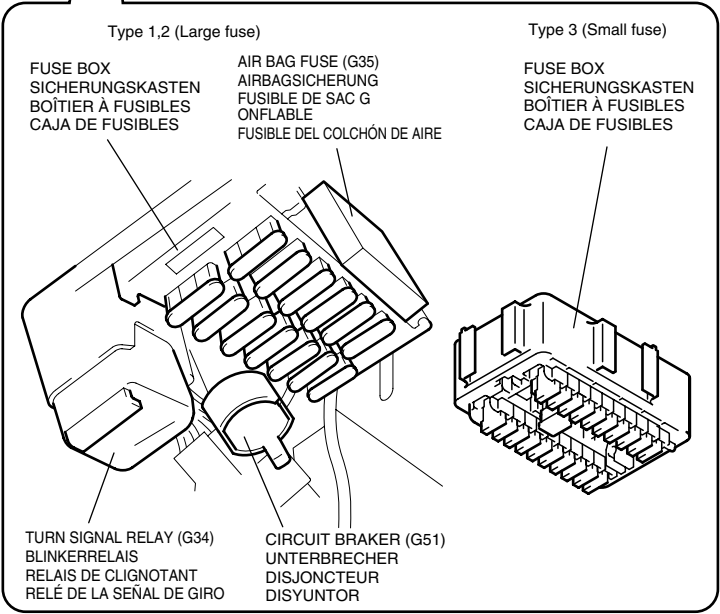 Type 1,2 (Large fuse)
Type 3 (Small fuse)
FUSE BOX
SICHERUNGSKASTEN
BOÎTIER À FUSIBLES
CAJA DE FUSIBLES
AIR BAG FUSE (G35)
AIRBAGSICHERUNG
FUSIBLE DE SAC G
ONFLABLE
FUSIBLE DEL COLCHÓN DE AIRE
FUSE BOX
SICHERUNGSKASTEN
BOÎTIER À FUSIBLES
CAJA DE FUSIBLES
TURN SIGNAL RELAY (G34)
BLINKERRELAIS
RELAIS DE CLIGNOTANT
RELÉ DE LA SEÑAL DE GIRO
CIRCUIT BRAKER (G51)
UNTERBRECHER
DISJONCTEUR
DISYUNTOR